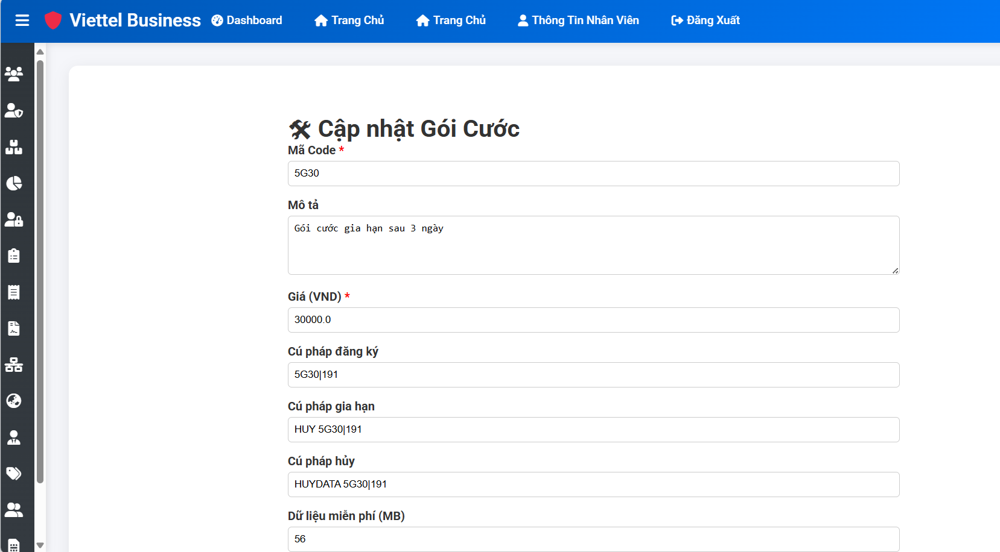 Viettel Business Dashboard Trang Chủ Trang Chủ Thông Tin Nhân Viên Đăng Xuất
Cập nhật Gói Cước
Mã Code *
5G30
Mô tả
Gói cước gia hạn sau 3 ngày
Giá (VND) *
30000.0
Cú pháp đăng ký
5G30|191
Cú pháp gia hạn
HUY 5G30|191
Cú pháp hủy
HUYDATA 5G30|191
Dữ liệu miễn phí (MB)
56